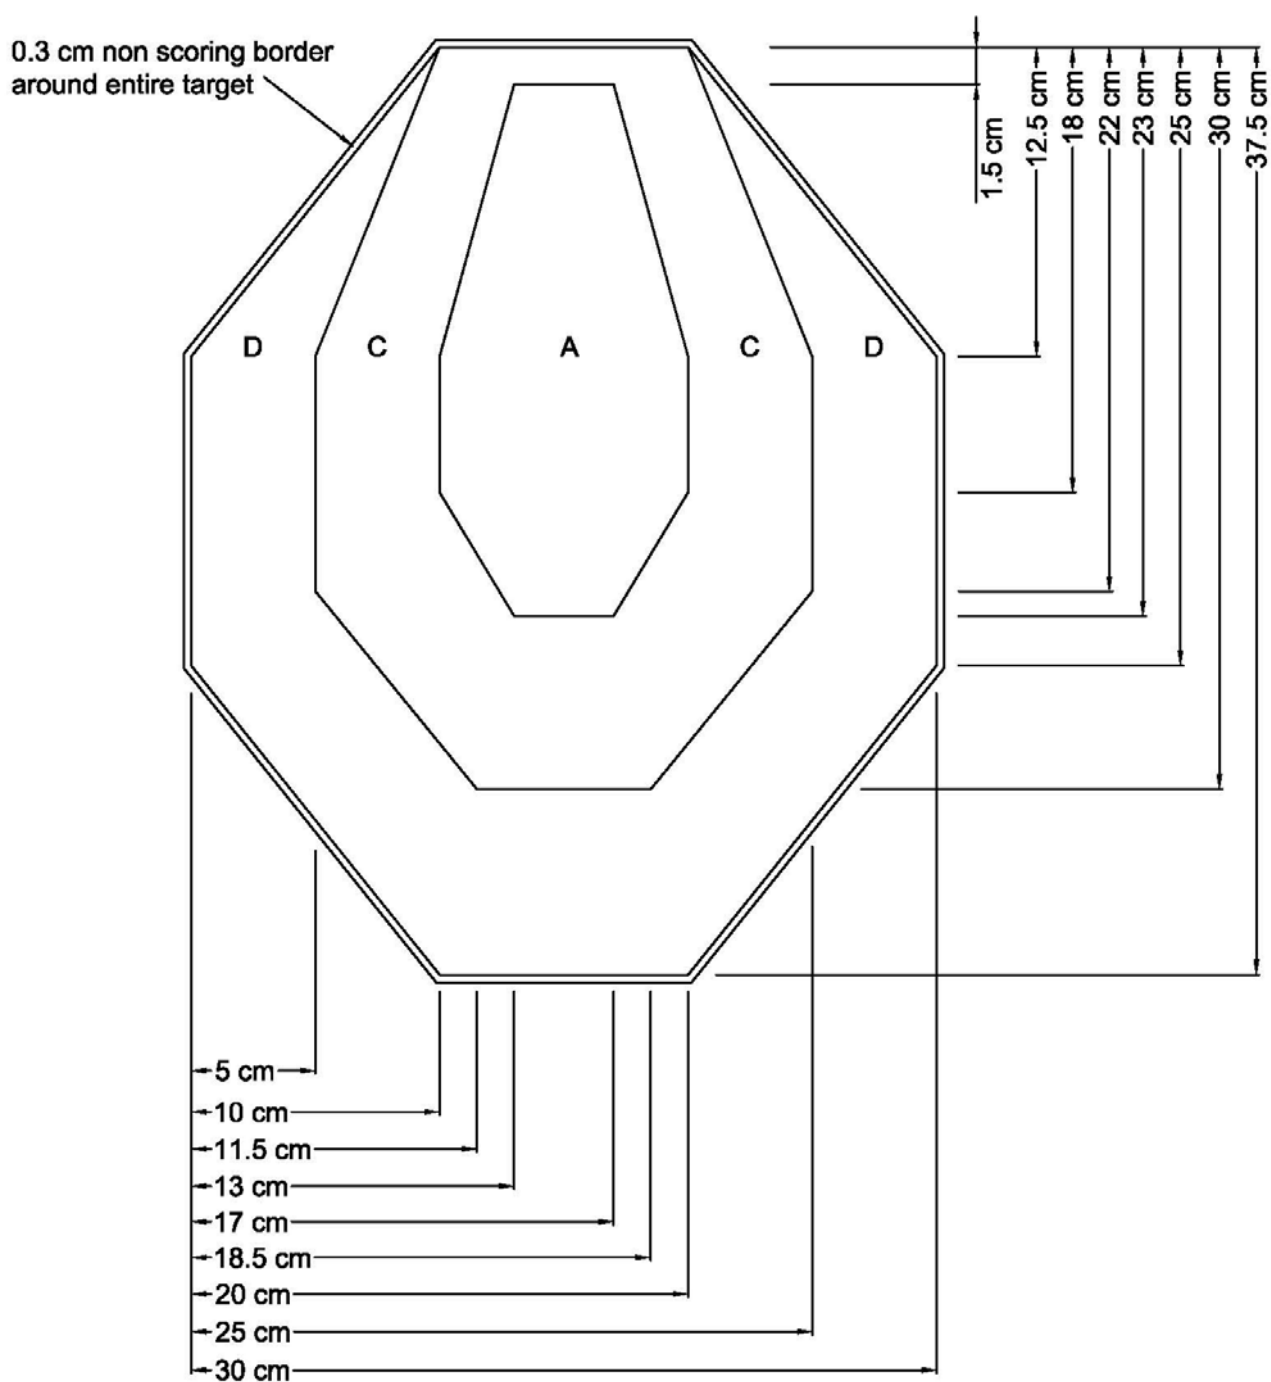 0.3 cm non scoring border
around entire target
1.5 cm
12.5 cm
18 cm
22 cm
23 cm
25 cm
30 cm
37.5 cm
D
C
A
C
D
5 cm
10 cm
11.5 cm
13 cm
17 cm
18.5 cm
20 cm
25 cm
30 cm